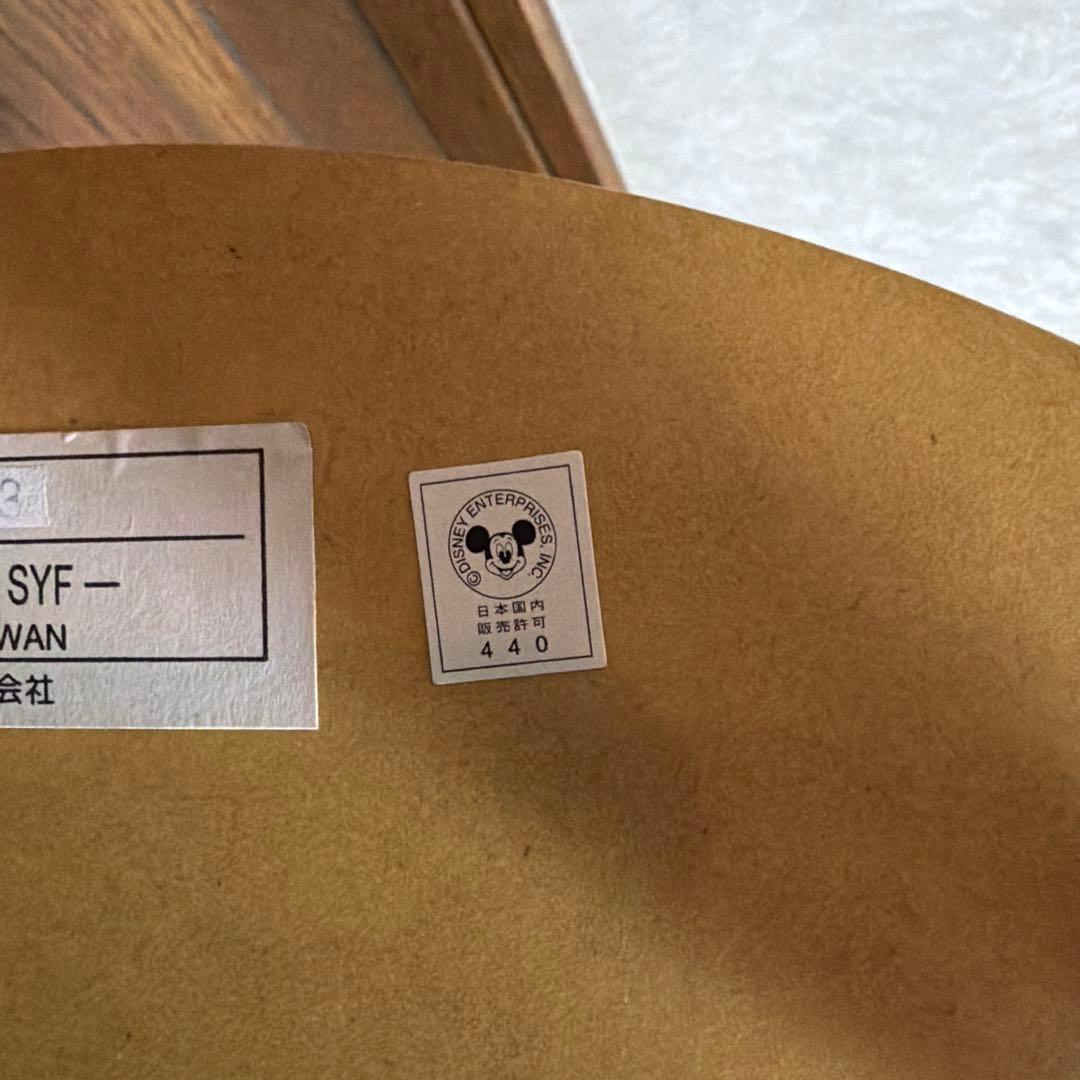 3
SYF-
WAN
会社
©DISNEY ENTERPRISES, INC.
日本国内
販売許可
440